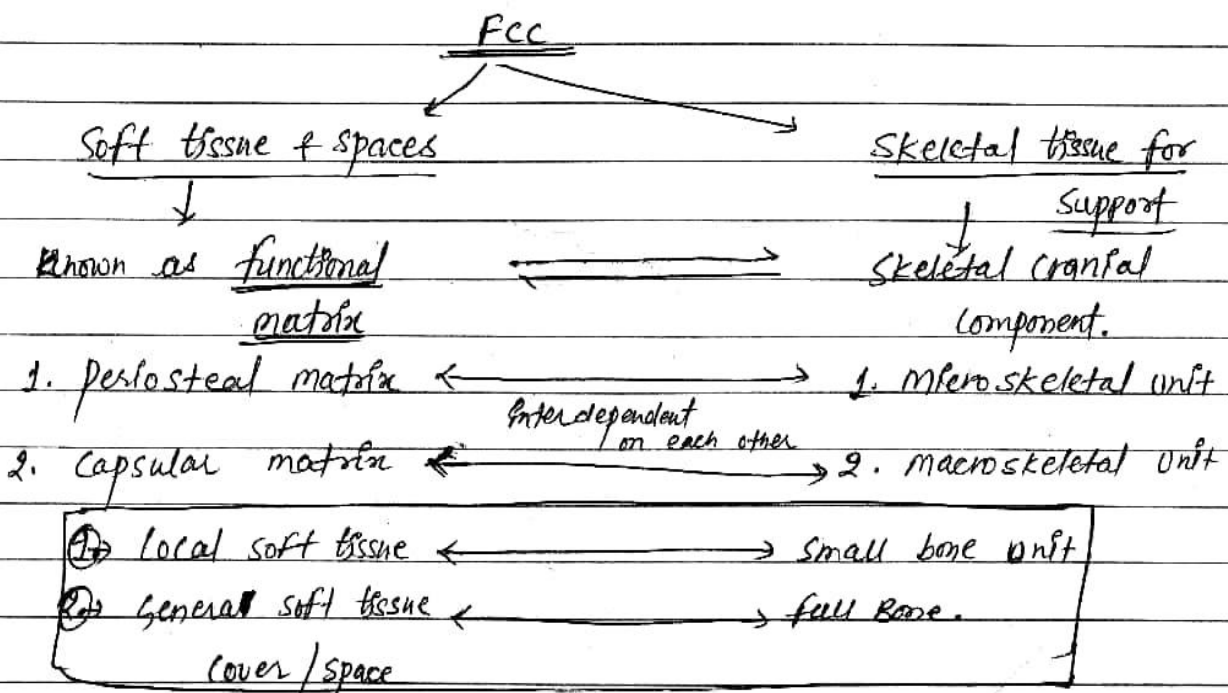 FCC
Soft tissue & spaces
Skeletal tissue for
support
Known as functional
matrix
Skeletal Cranial
Component.
1. Periosteal matrix
1. Microskeletal unit
Interdependent
on each other
2. Capsular matrix
2. Macroskeletal Unit
1→ Local soft tissue
small bone unit
2→ General soft tissue
full Bone.
Cover / space